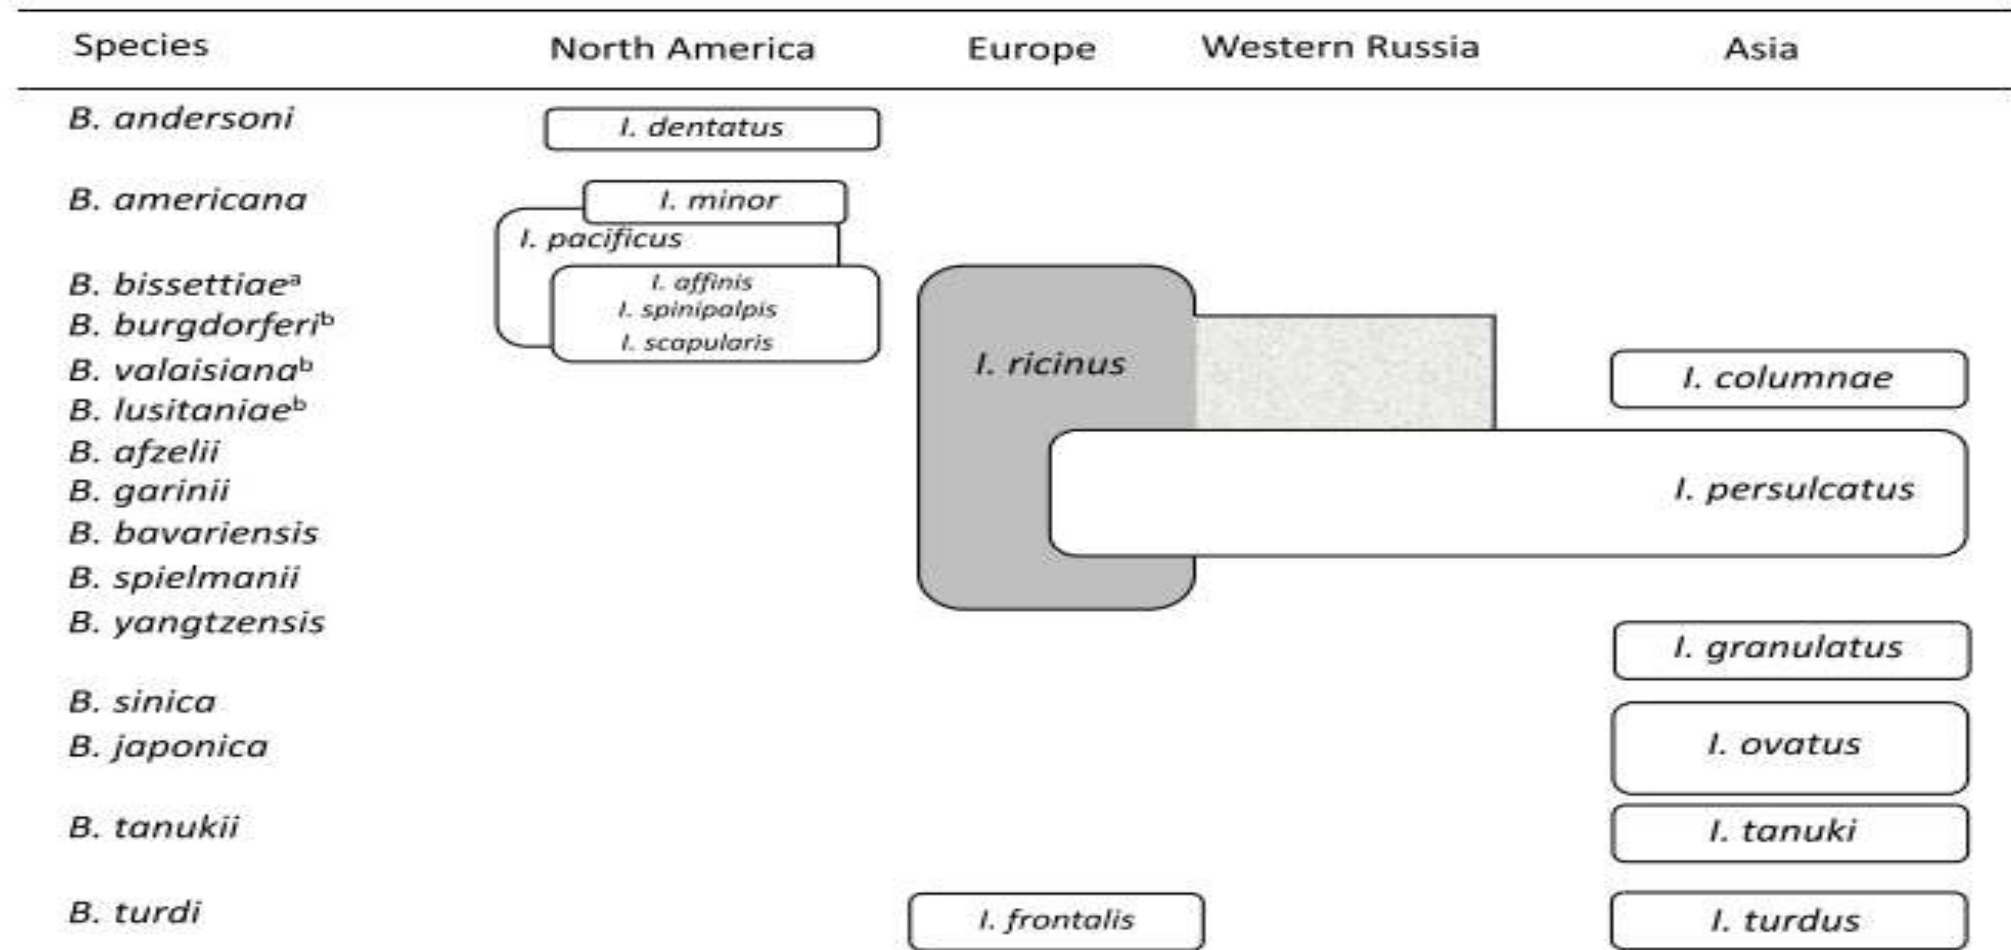 Species North America Europe Western Russia Asia
B. andersoni I. dentatus
B. americana I. minor
I. pacificus
B. bissettiaeᵃ I. affinis
B. burgdorferiᵇ I. spinipalpis
I. scapularis
B. valaisianaᵇ I. ricinus I. columnae
B. lusitaniaeᵇ
B. afzelii
B. garinii I. persulcatus
B. bavariensis
B. spielmanii
B. yangtzensis I. granulatus
B. sinica
B. japonica I. ovatus
B. tanukii I. tanuki
B. turdi I. frontalis I. turdus